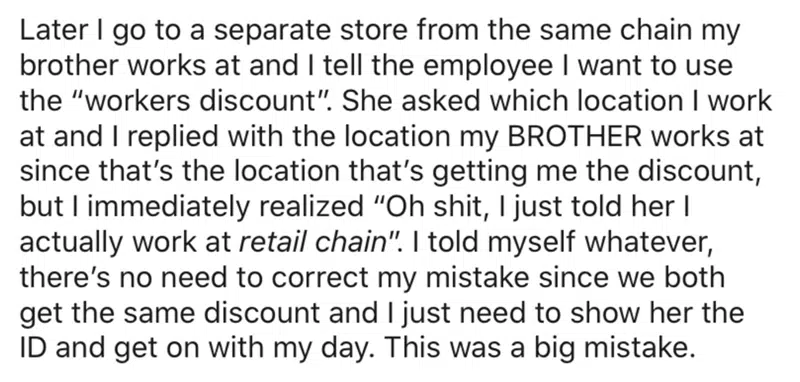 Later I go to a separate store from the same chain my
brother works at and I tell the employee I want to use
the “workers discount”. She asked which location I work
at and I replied with the location my BROTHER works at
since that’s the location that’s getting me the discount,
but I immediately realized “Oh shit, I just told her I
actually work at retail chain”. I told myself whatever,
there’s no need to correct my mistake since we both
get the same discount and I just need to show her the
ID and get on with my day. This was a big mistake.